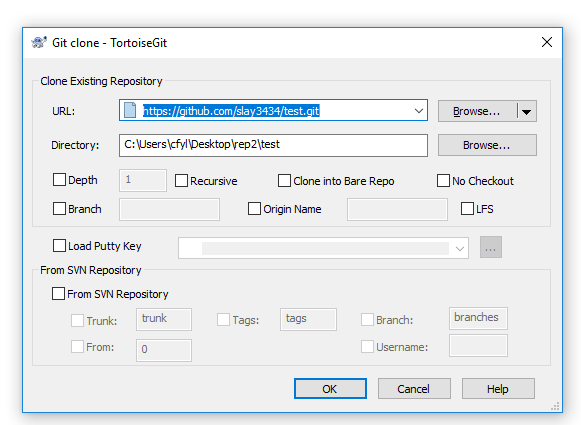 Git clone - TortoiseGit
Clone Existing Repository
URL: https://github.com/slay3434/test.git Browse...
Directory: C:\Users\cfyl\Desktop\rep2\test Browse...
Depth 1 Recursive Clone into Bare Repo No Checkout
Branch Origin Name LFS
Load Putty Key ...
From SVN Repository
From SVN Repository
Trunk: trunk Tags: tags Branch: branches
From: 0 Username:
OK Cancel Help